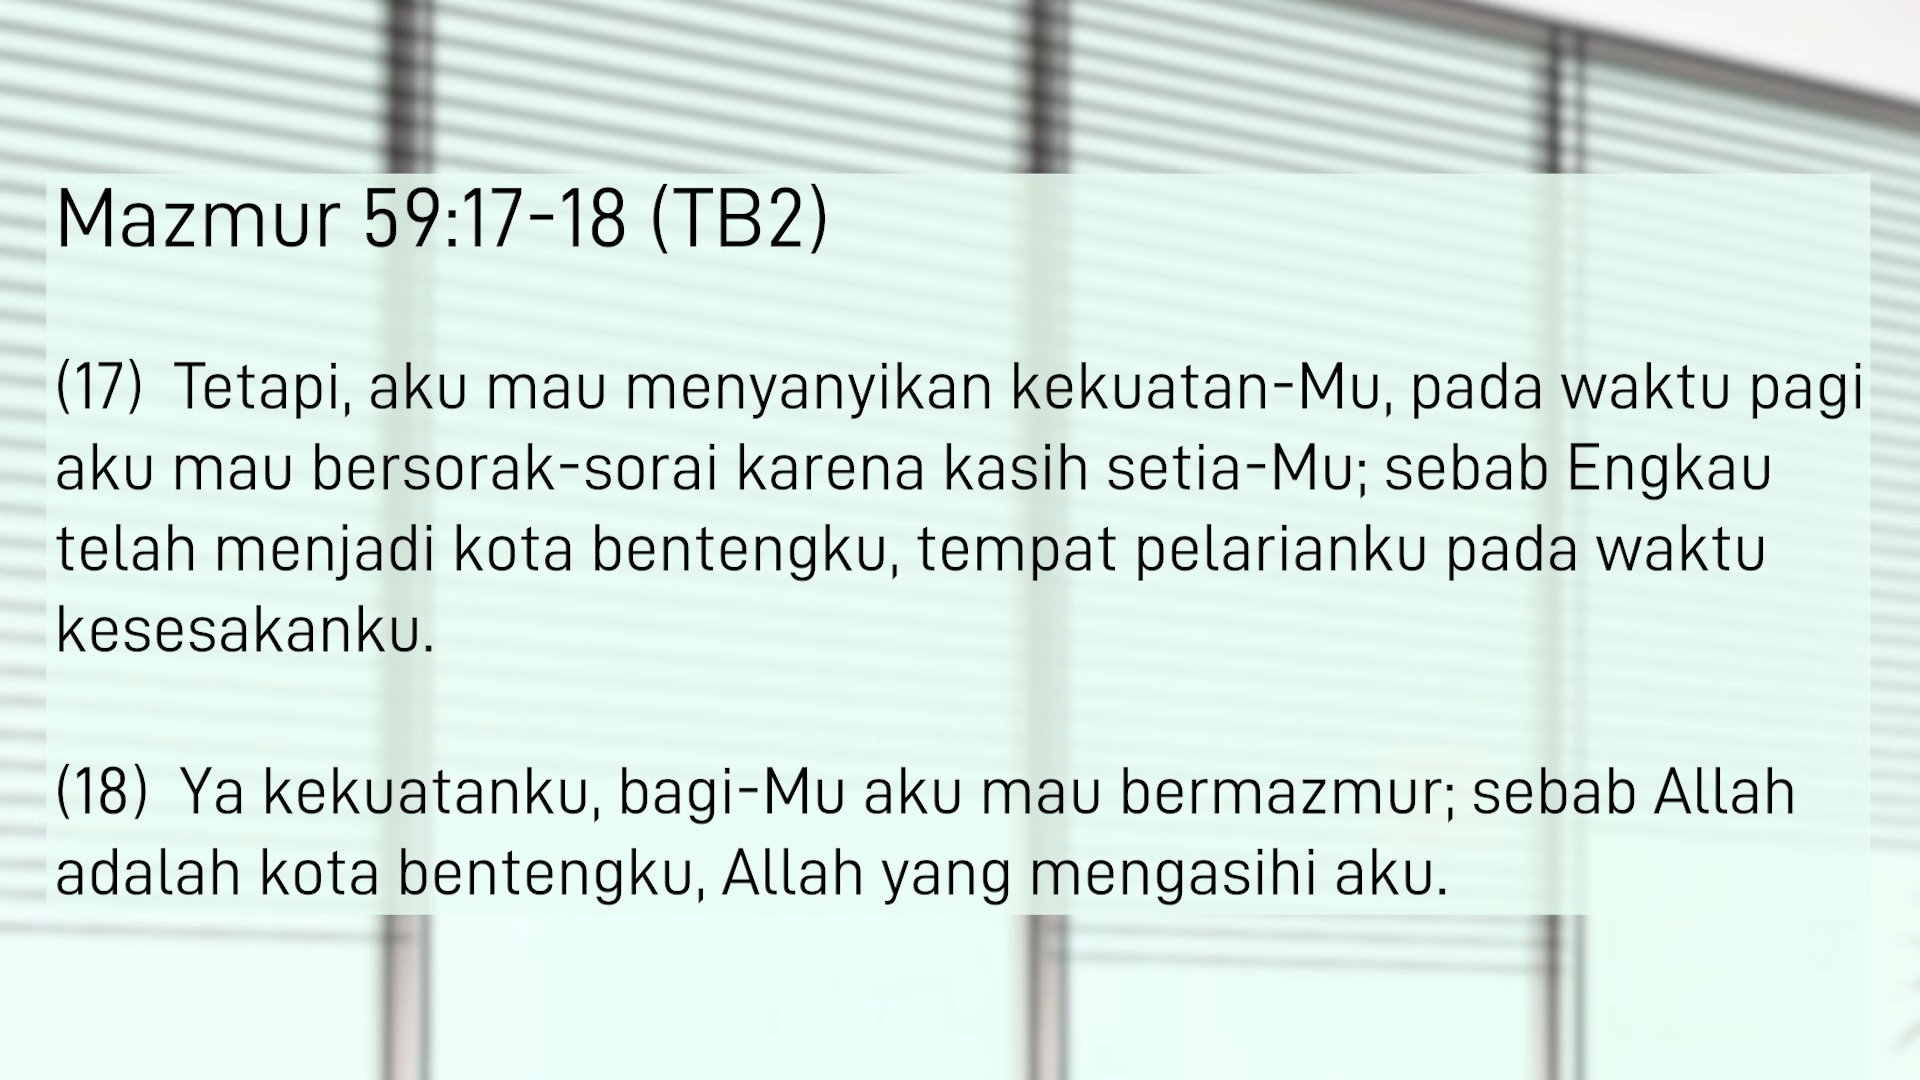 Mazmur 59:17-18 (TB2)
(17) Tetapi, aku mau menyanyikan kekuatan-Mu, pada waktu pagi
aku mau bersorak-sorai karena kasih setia-Mu; sebab Engkau
telah menjadi kota bentengku, tempat pelarianku pada waktu
kesesakanku.
(18) Ya kekuatanku, bagi-Mu aku mau bermazmur; sebab Allah
adalah kota bentengku, Allah yang mengasihi aku.